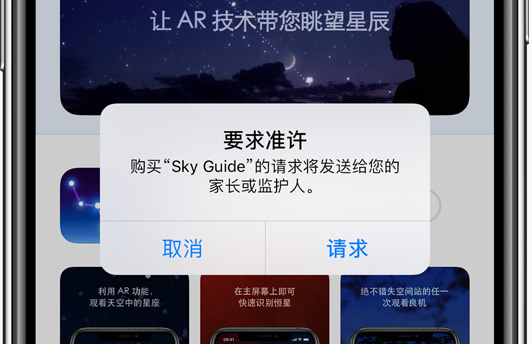 让 AR 技术带您眺望星辰
要求准许
购买“Sky Guide”的请求将发送给您的
家长或监护人。
取消
请求
利用 AR 功能，
观看天空中的星座
在主屏幕上即可
快速识别恒星
绝不错失空间站的任一
次观看良机
09:41